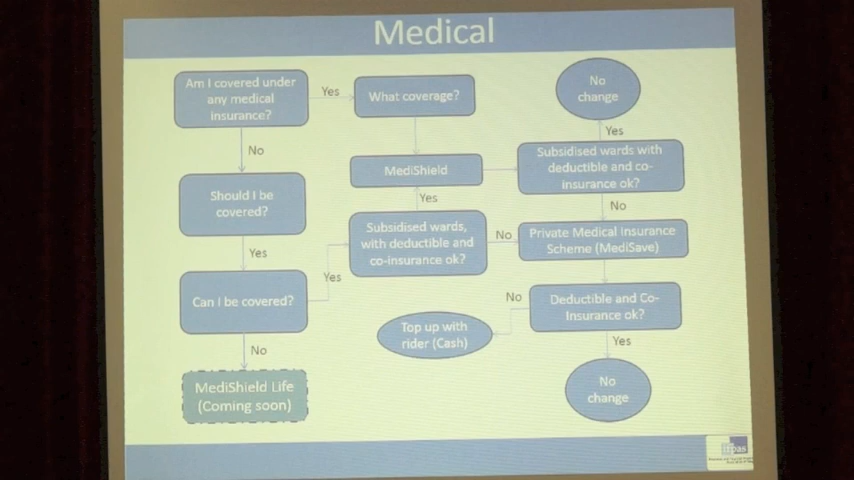 Medical
Am I covered under
any medical
insurance?
Yes
What coverage?
No
change
Yes
No
MediShield
Subsidised wards with
deductible and co-
insurance ok?
Should I be
covered?
Yes
No
Subsidised wards,
with deductible and
co-insurance ok?
No
Private Medical Insurance
Scheme (MediSave)
Yes
Yes
Can I be covered?
No
Deductible and Co-
Insurance ok?
Top up with
rider (Cash)
Yes
No
MediShield Life
(Coming soon)
No
change